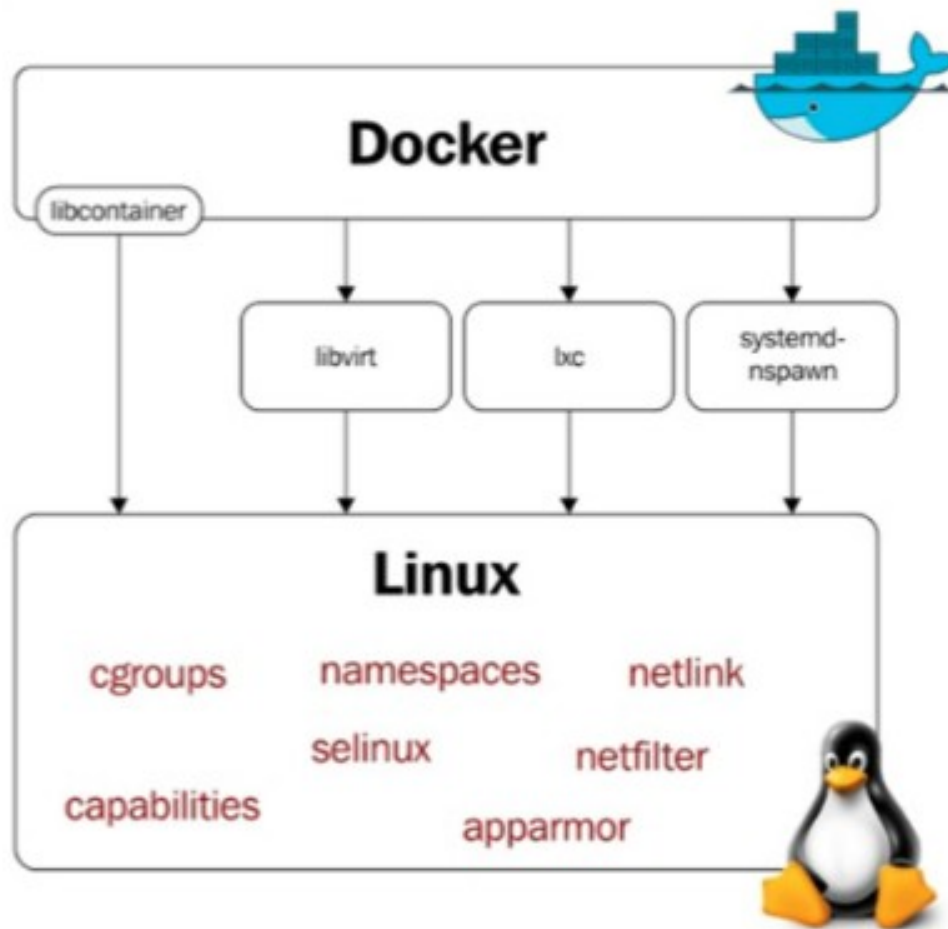 Docker
libcontainer
libvirt
lxc
systemd-
nspawn
Linux
cgroups namespaces netlink
selinux netfilter
capabilities
apparmor